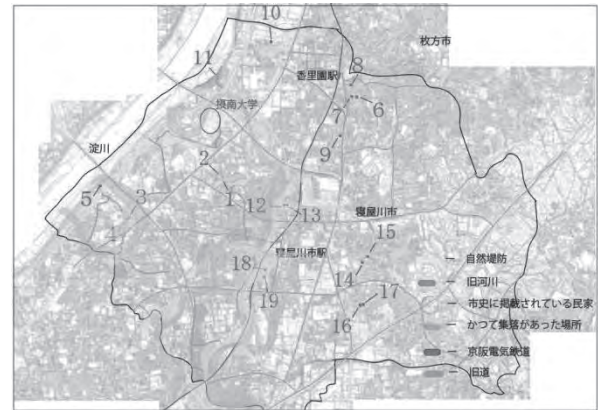 10
枚方市
11
香里園駅
8
摂南大学
7
6
淀川
2
9
5
3
1
12
13
寝屋川市
4
15
寝屋川市駅
自然堤防
18
14
旧河川
17
19
市史に掲載されている民家
16
かつて集落があった場所
京阪電気鉄道
旧道